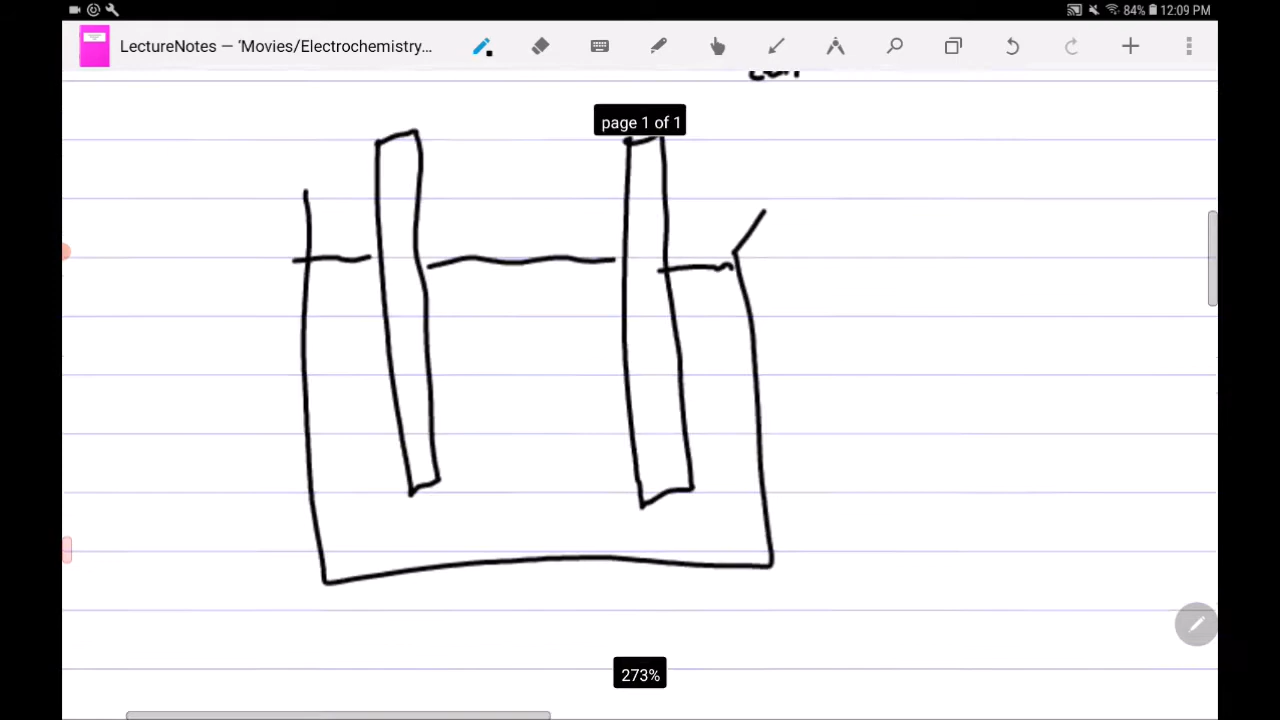 84% 12:09 PM
LectureNotes — ‘Movies/Electrochemistry…
page 1 of 1
273%